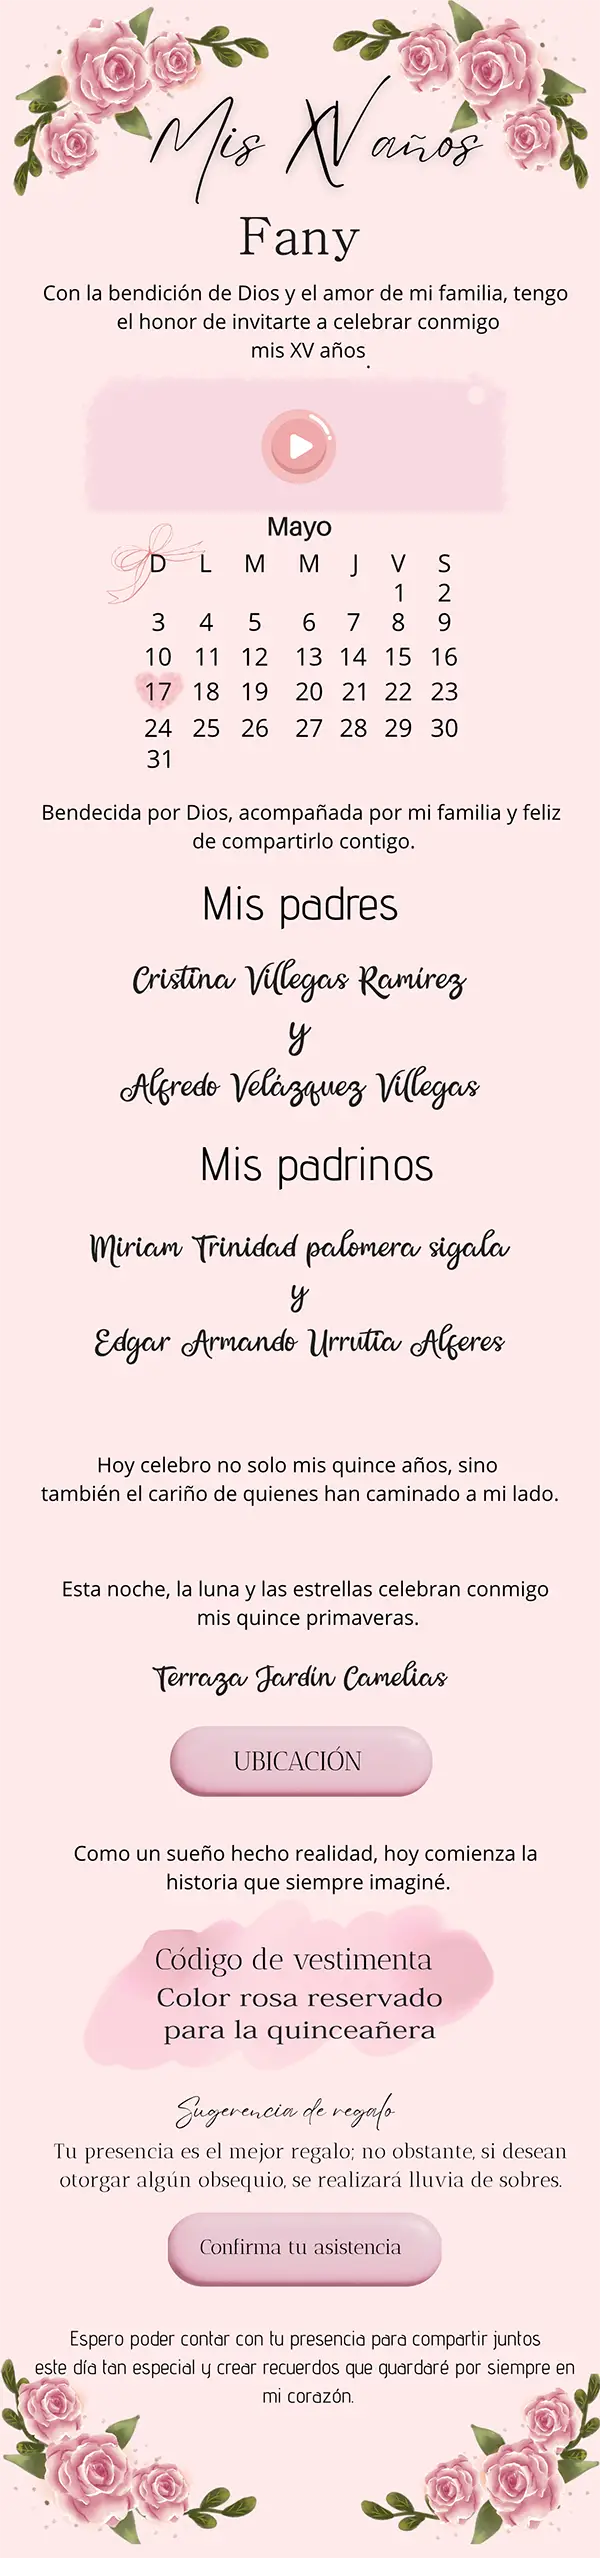 Mis XV años
Fany
Con la bendición de Dios y el amor de mi familia, tengo
el honor de invitarte a celebrar conmigo
mis XV años.
Mayo
D L M M J V S
1 2
3 4 5 6 7 8 9
10 11 12 13 14 15 16
17 18 19 20 21 22 23
24 25 26 27 28 29 30
31
Bendecida por Dios, acompañada por mi familia y feliz
de compartirlo contigo.
Mis padres
Cristina Villegas Ramírez
y
Alfredo Velázquez Villegas
Mis padrinos
Miriam Trinidad palomera sigala
y
Edgar Armando Urrutia Alferes
Hoy celebro no solo mis quince años, sino
también el cariño de quienes han caminado a mi lado.
Esta noche, la luna y las estrellas celebran conmigo
mis quince primaveras.
Terraza Jardín Camelias
UBICACIÓN
Como un sueño hecho realidad, hoy comienza la
historia que siempre imaginé.
Código de vestimenta
Color rosa reservado
para la quinceañera
Sugerencia de regalo
Tu presencia es el mejor regalo; no obstante, si desean
otorgar algún obsequio, se realizará lluvia de sobres.
Confirma tu asistencia
Espero poder contar con tu presencia para compartir juntos
este día tan especial y crear recuerdos que guardaré por siempre en
mi corazón.